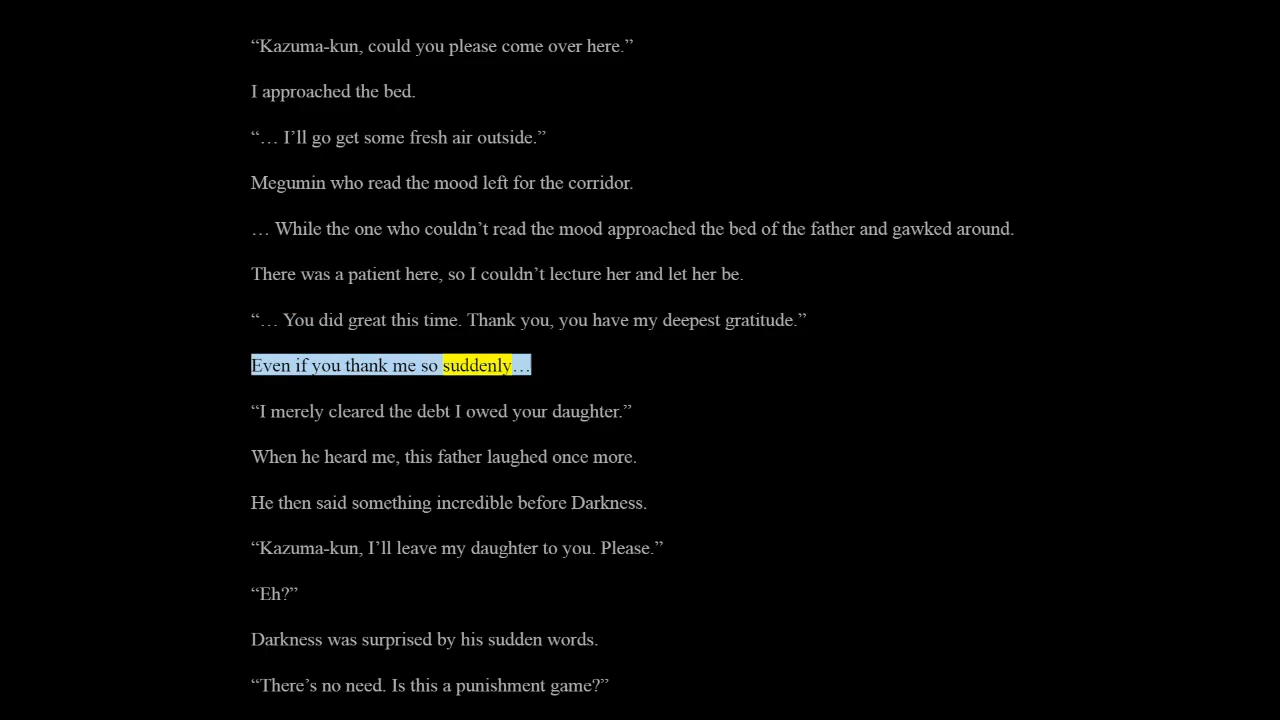 “Kazuma-kun, could you please come over here.”
I approached the bed.
“… I’ll go get some fresh air outside.”
Megumin who read the mood left for the corridor.
… While the one who couldn’t read the mood approached the bed of the father and gawked around.
There was a patient here, so I couldn’t lecture her and let her be.
“… You did great this time. Thank you, you have my deepest gratitude.”
Even if you thank me so suddenly…
“I merely cleared the debt I owed your daughter.”
When he heard me, this father laughed once more.
He then said something incredible before Darkness.
“Kazuma-kun, I’ll leave my daughter to you. Please.”
“Eh?”
Darkness was surprised by his sudden words.
“There’s no need. Is this a punishment game?”